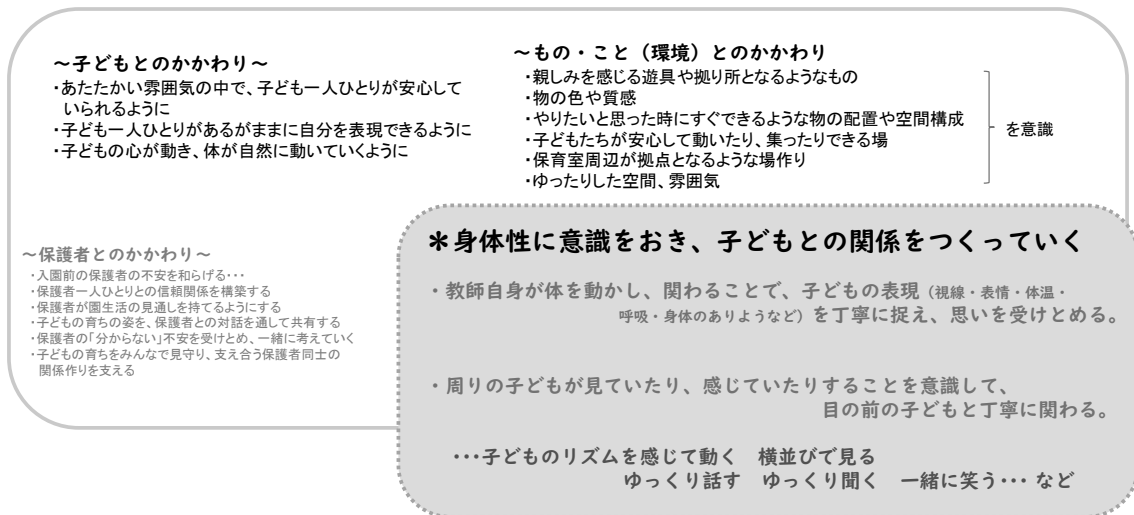 ～子どもとのかかわり～
・あたたかい雰囲気の中で、子ども一人ひとりが安心して
いられるように
・子ども一人ひとりがあるがままに自分を表現できるように
・子どもの心が動き、体が自然に動いていくように
～もの・こと（環境）とのかかわり
・親しみを感じる遊具や拠り所となるようなもの
・物の色や質感
・やりたいと思った時にすぐできるような物の配置や空間構成
・子どもたちが安心して動いたり、集ったりできる場
・保育室周辺が拠点となるような場作り
・ゆったりした空間、雰囲気
を意識
～保護者とのかかわり～
・入園前の保護者の不安を和らげる･･･
・保護者一人ひとりとの信頼関係を構築する
・保護者が園生活の見通しを持てるようにする
・子どもの育ちの姿を、保護者との対話を通して共有する
・保護者の「分からない」不安を受けとめ、一緒に考えていく
・子どもの育ちをみんなで見守り、支え合う保護者同士の
関係作りを支える
＊身体性に意識をおき、子どもとの関係をつくっていく
・教師自身が体を動かし、関わることで、子どもの表現（視線・表情・体温・
呼吸・身体のありようなど）を丁寧に捉え、思いを受けとめる。
・周りの子どもが見ていたり、感じていたりすることを意識して、
目の前の子どもと丁寧に関わる。
･･･子どものリズムを感じて動く　横並びで見る
ゆっくり話す　ゆっくり聞く　一緒に笑う･･･ など